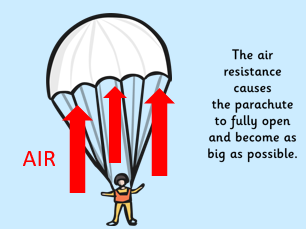 The air
resistance
causes
the parachute
to fully open
and become as
big as possible.
AIR